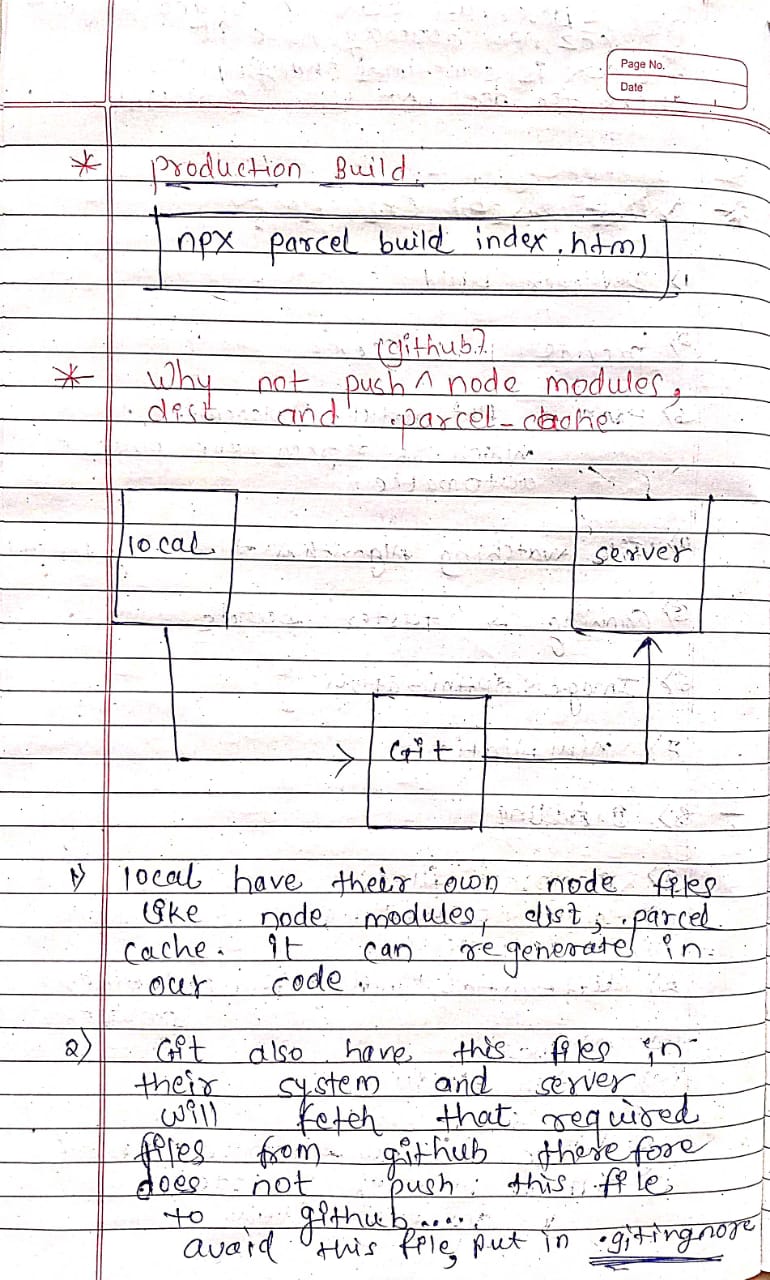 Page No.
Date
* production Build.
npx parcel build index.html
(github)
* Why not push ^ node modules,
dist and .parcel-cache
local
server
Git
1) local have their own node files
like node modules, dist, .parcel
cache. it can regenerate in
our code.
2) Git also have this files in
their system and server
will fetch that required
files from github therefore
does not push this file
to github....
avoid this file, put in .gitingnore